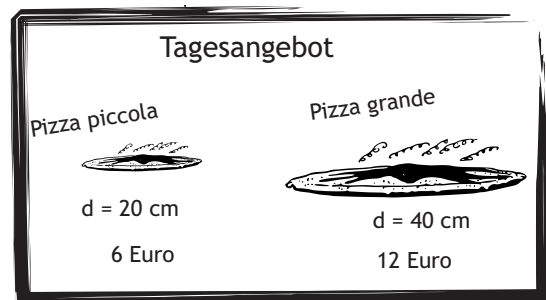 Tagesangebot
Pizza piccola
d = 20 cm
6 Euro
Pizza grande
d = 40 cm
12 Euro